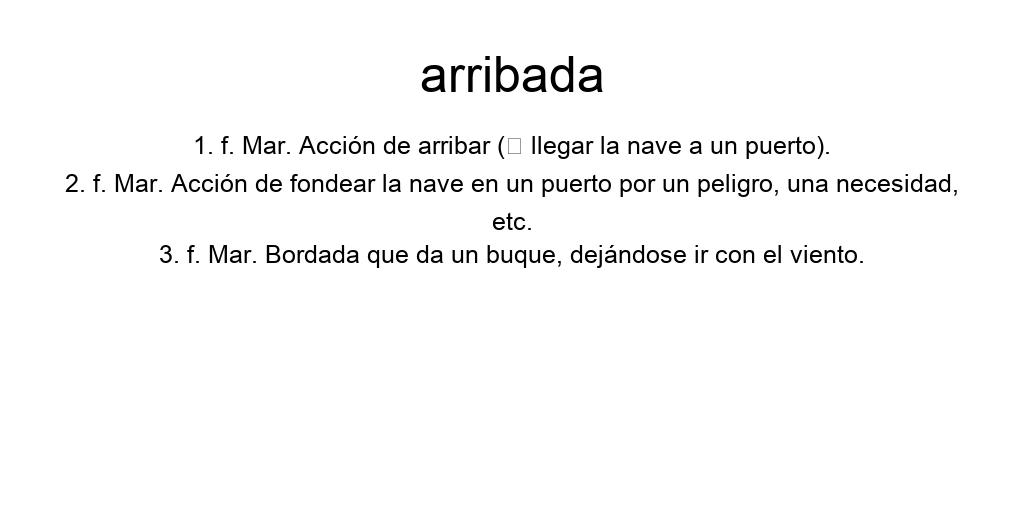 arribada
1. f. Mar. Acción de arribar (□ llegar la nave a un puerto).
2. f. Mar. Acción de fondear la nave en un puerto por un peligro, una necesidad,
etc.
3. f. Mar. Bordada que da un buque, dejándose ir con el viento.